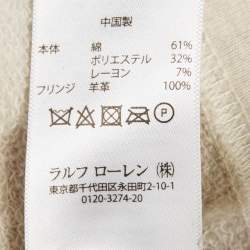 中国製
本体 綿 61%
ポリエステル 32%
レーヨン 7%
フリンジ 羊革 100%
P
ラルフ ローレン (株)
東京都千代田区永田町2-10-1
0120-3274-20